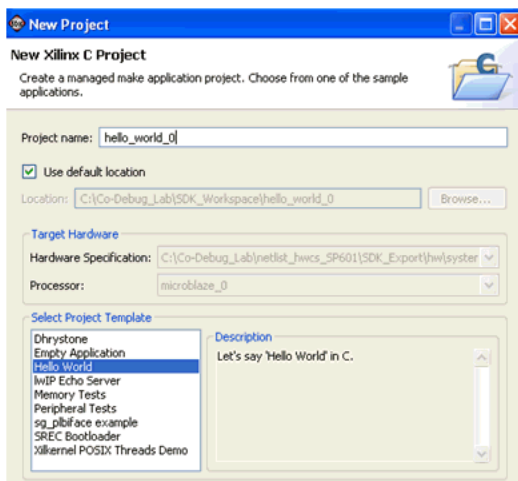 New Project
New Xilinx C Project
Create a managed make application project. Choose from one of the sample
applications.
Project name: hello_world_0
Use default location
Location: C:\Co-Debug_Lab\SDK_Workspace\hello_world_0 Browse...
Target Hardware
Hardware Specification: C:\Co-Debug_Lab\netlist_hwcs_SP601\SDK_Export\hw\system
Processor: microblaze_0
Select Project Template
Dhrystone
Empty Application
Hello World
lwIP Echo Server
Memory Tests
Peripheral Tests
sg_plbiface example
SREC Bootloader
Xilkernel POSIX Threads Demo
Description
Let's say 'Hello World' in C.